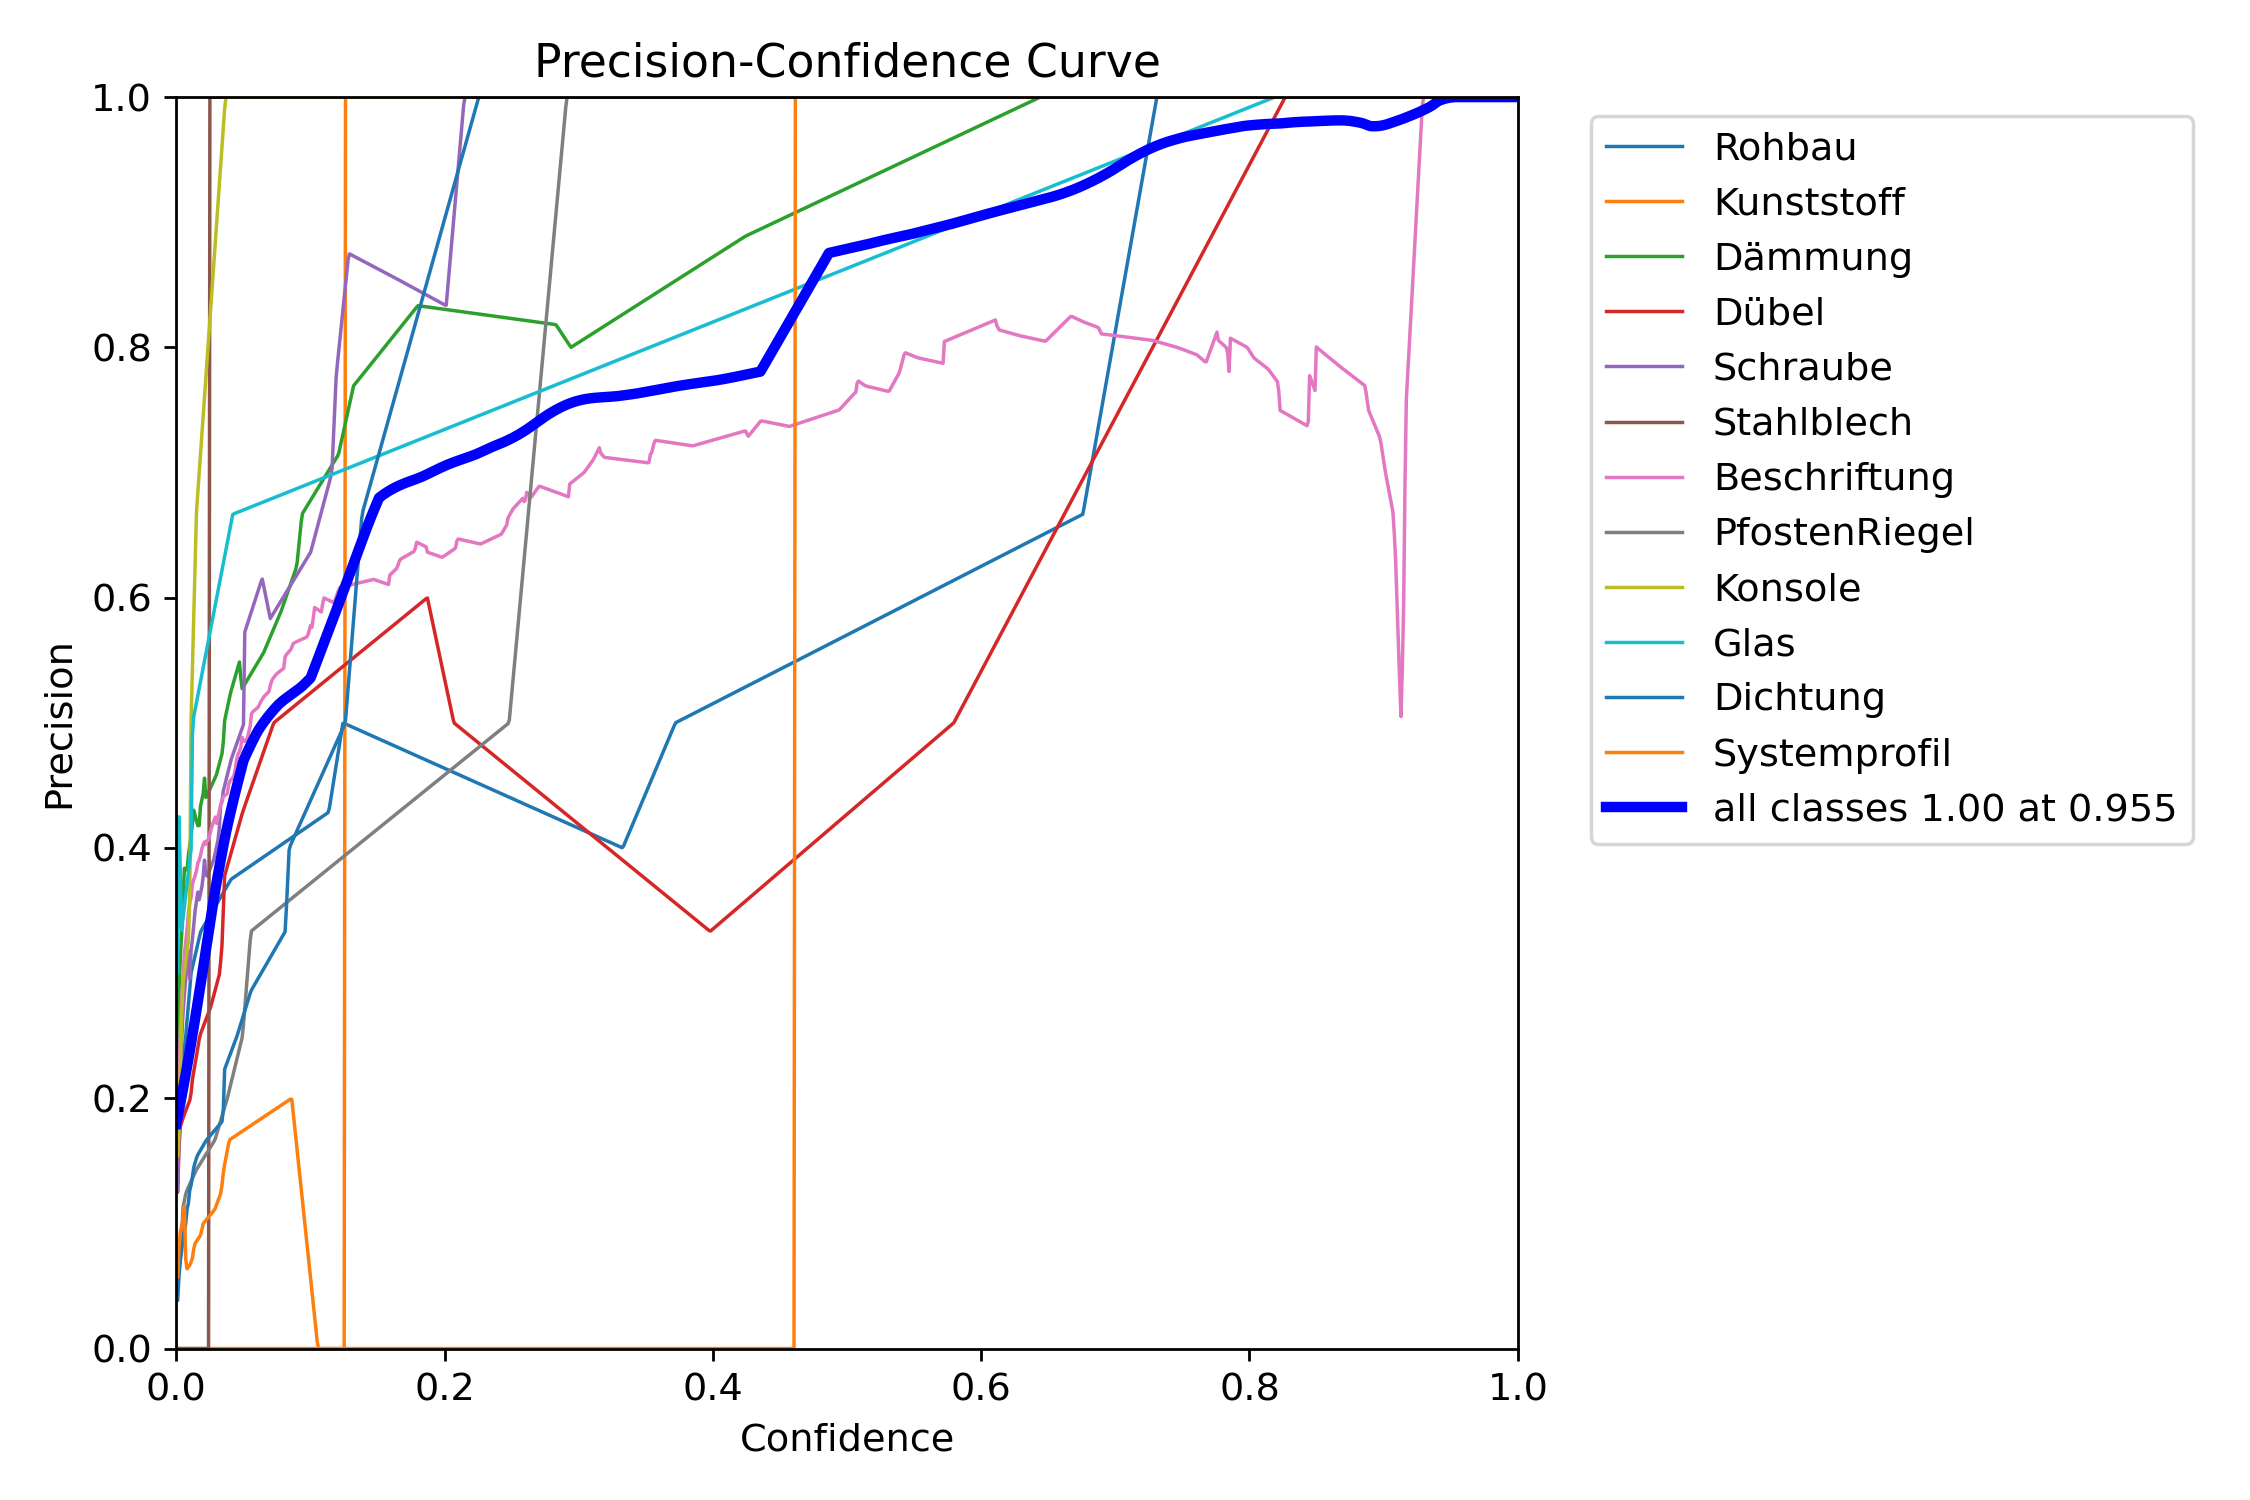 Precision-Confidence Curve
1.0
0.8
0.6
0.4
0.2
0.0
Precision
0.0 0.2 0.4 0.6 0.8 1.0
Confidence
Rohbau
Kunststoff
Dämmung
Dübel
Schraube
Stahlblech
Beschriftung
PfostenRiegel
Konsole
Glas
Dichtung
Systemprofil
all classes 1.00 at 0.955